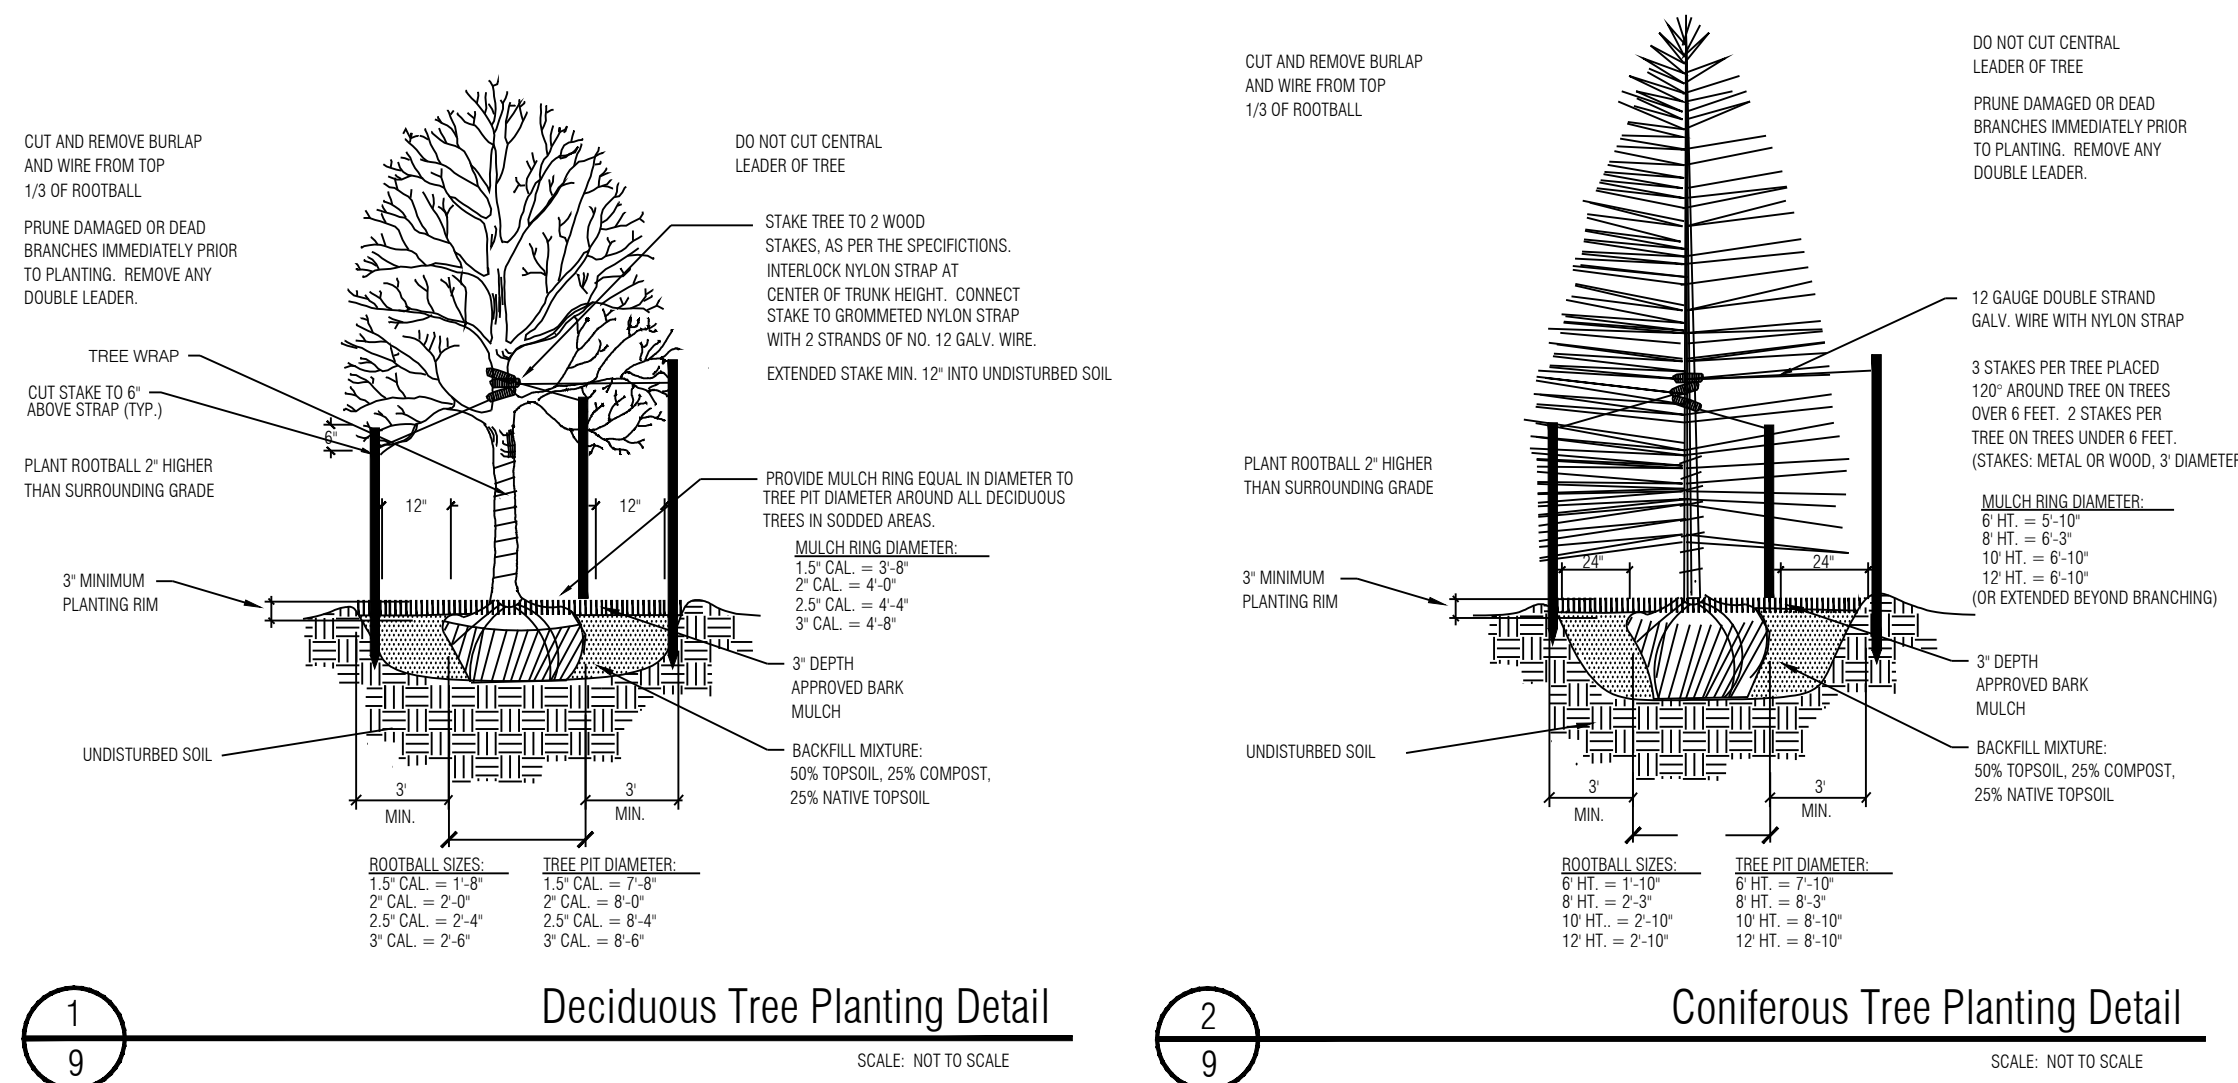 CUT AND REMOVE BURLAP
AND WIRE FROM TOP
1/3 OF ROOTBALL
PRUNE DAMAGED OR DEAD
BRANCHES IMMEDIATELY PRIOR
TO PLANTING. REMOVE ANY
DOUBLE LEADER.
TREE WRAP
CUT STAKE TO 6"
ABOVE STRAP (TYP.)
6"
PLANT ROOTBALL 2" HIGHER
THAN SURROUNDING GRADE
12"
12"
3" MINIMUM
PLANTING RIM
UNDISTURBED SOIL
DO NOT CUT CENTRAL
LEADER OF TREE
STAKE TREE TO 2 WOOD
STAKES, AS PER THE SPECIFICTIONS.
INTERLOCK NYLON STRAP AT
CENTER OF TRUNK HEIGHT. CONNECT
STAKE TO GROMMETED NYLON STRAP
WITH 2 STRANDS OF NO. 12 GALV. WIRE.
EXTENDED STAKE MIN. 12" INTO UNDISTURBED SOIL
PROVIDE MULCH RING EQUAL IN DIAMETER TO
TREE PIT DIAMETER AROUND ALL DECIDUOUS
TREES IN SODDED AREAS.
MULCH RING DIAMETER:
1.5" CAL. = 3'-8"
2" CAL. = 4'-0"
2.5" CAL. = 4'-4"
3" CAL. = 4'-8"
3" DEPTH
APPROVED BARK
MULCH
BACKFILL MIXTURE:
50% TOPSOIL, 25% COMPOST,
25% NATIVE TOPSOIL
3'
MIN.
3'
MIN.
ROOTBALL SIZES:
1.5" CAL. = 1'-8"
2" CAL. = 2'-0"
2.5" CAL. = 2'-4"
3" CAL. = 2'-6"
TREE PIT DIAMETER:
1.5" CAL. = 7'-8"
2" CAL. = 8'-0"
2.5" CAL. = 8'-4"
3" CAL. = 8'-6"
1
9
Deciduous Tree Planting Detail
SCALE: NOT TO SCALE
CUT AND REMOVE BURLAP
AND WIRE FROM TOP
1/3 OF ROOTBALL
PLANT ROOTBALL 2" HIGHER
THAN SURROUNDING GRADE
24"
24"
3" MINIMUM
PLANTING RIM
UNDISTURBED SOIL
DO NOT CUT CENTRAL
LEADER OF TREE
PRUNE DAMAGED OR DEAD
BRANCHES IMMEDIATELY PRIOR
TO PLANTING. REMOVE ANY
DOUBLE LEADER.
12 GAUGE DOUBLE STRAND
GALV. WIRE WITH NYLON STRAP
3 STAKES PER TREE PLACED
120° AROUND TREE ON TREES
OVER 6 FEET. 2 STAKES PER
TREE ON TREES UNDER 6 FEET.
(STAKES: METAL OR WOOD, 3' DIAMETER
MULCH RING DIAMETER:
6' HT. = 5'-10"
8' HT. = 6'-3"
10' HT. = 6'-10"
12' HT. = 6'-10"
(OR EXTENDED BEYOND BRANCHING)
3" DEPTH
APPROVED BARK
MULCH
BACKFILL MIXTURE:
50% TOPSOIL, 25% COMPOST,
25% NATIVE TOPSOIL
3'
MIN.
3'
MIN.
ROOTBALL SIZES:
6' HT. = 1'-10"
8' HT. = 2'-3"
10' HT.. = 2'-10"
12' HT. = 2'-10"
TREE PIT DIAMETER:
6' HT. = 7'-10"
8' HT. = 8'-3"
10' HT. = 8'-10"
12' HT. = 8'-10"
2
9
Coniferous Tree Planting Detail
SCALE: NOT TO SCALE